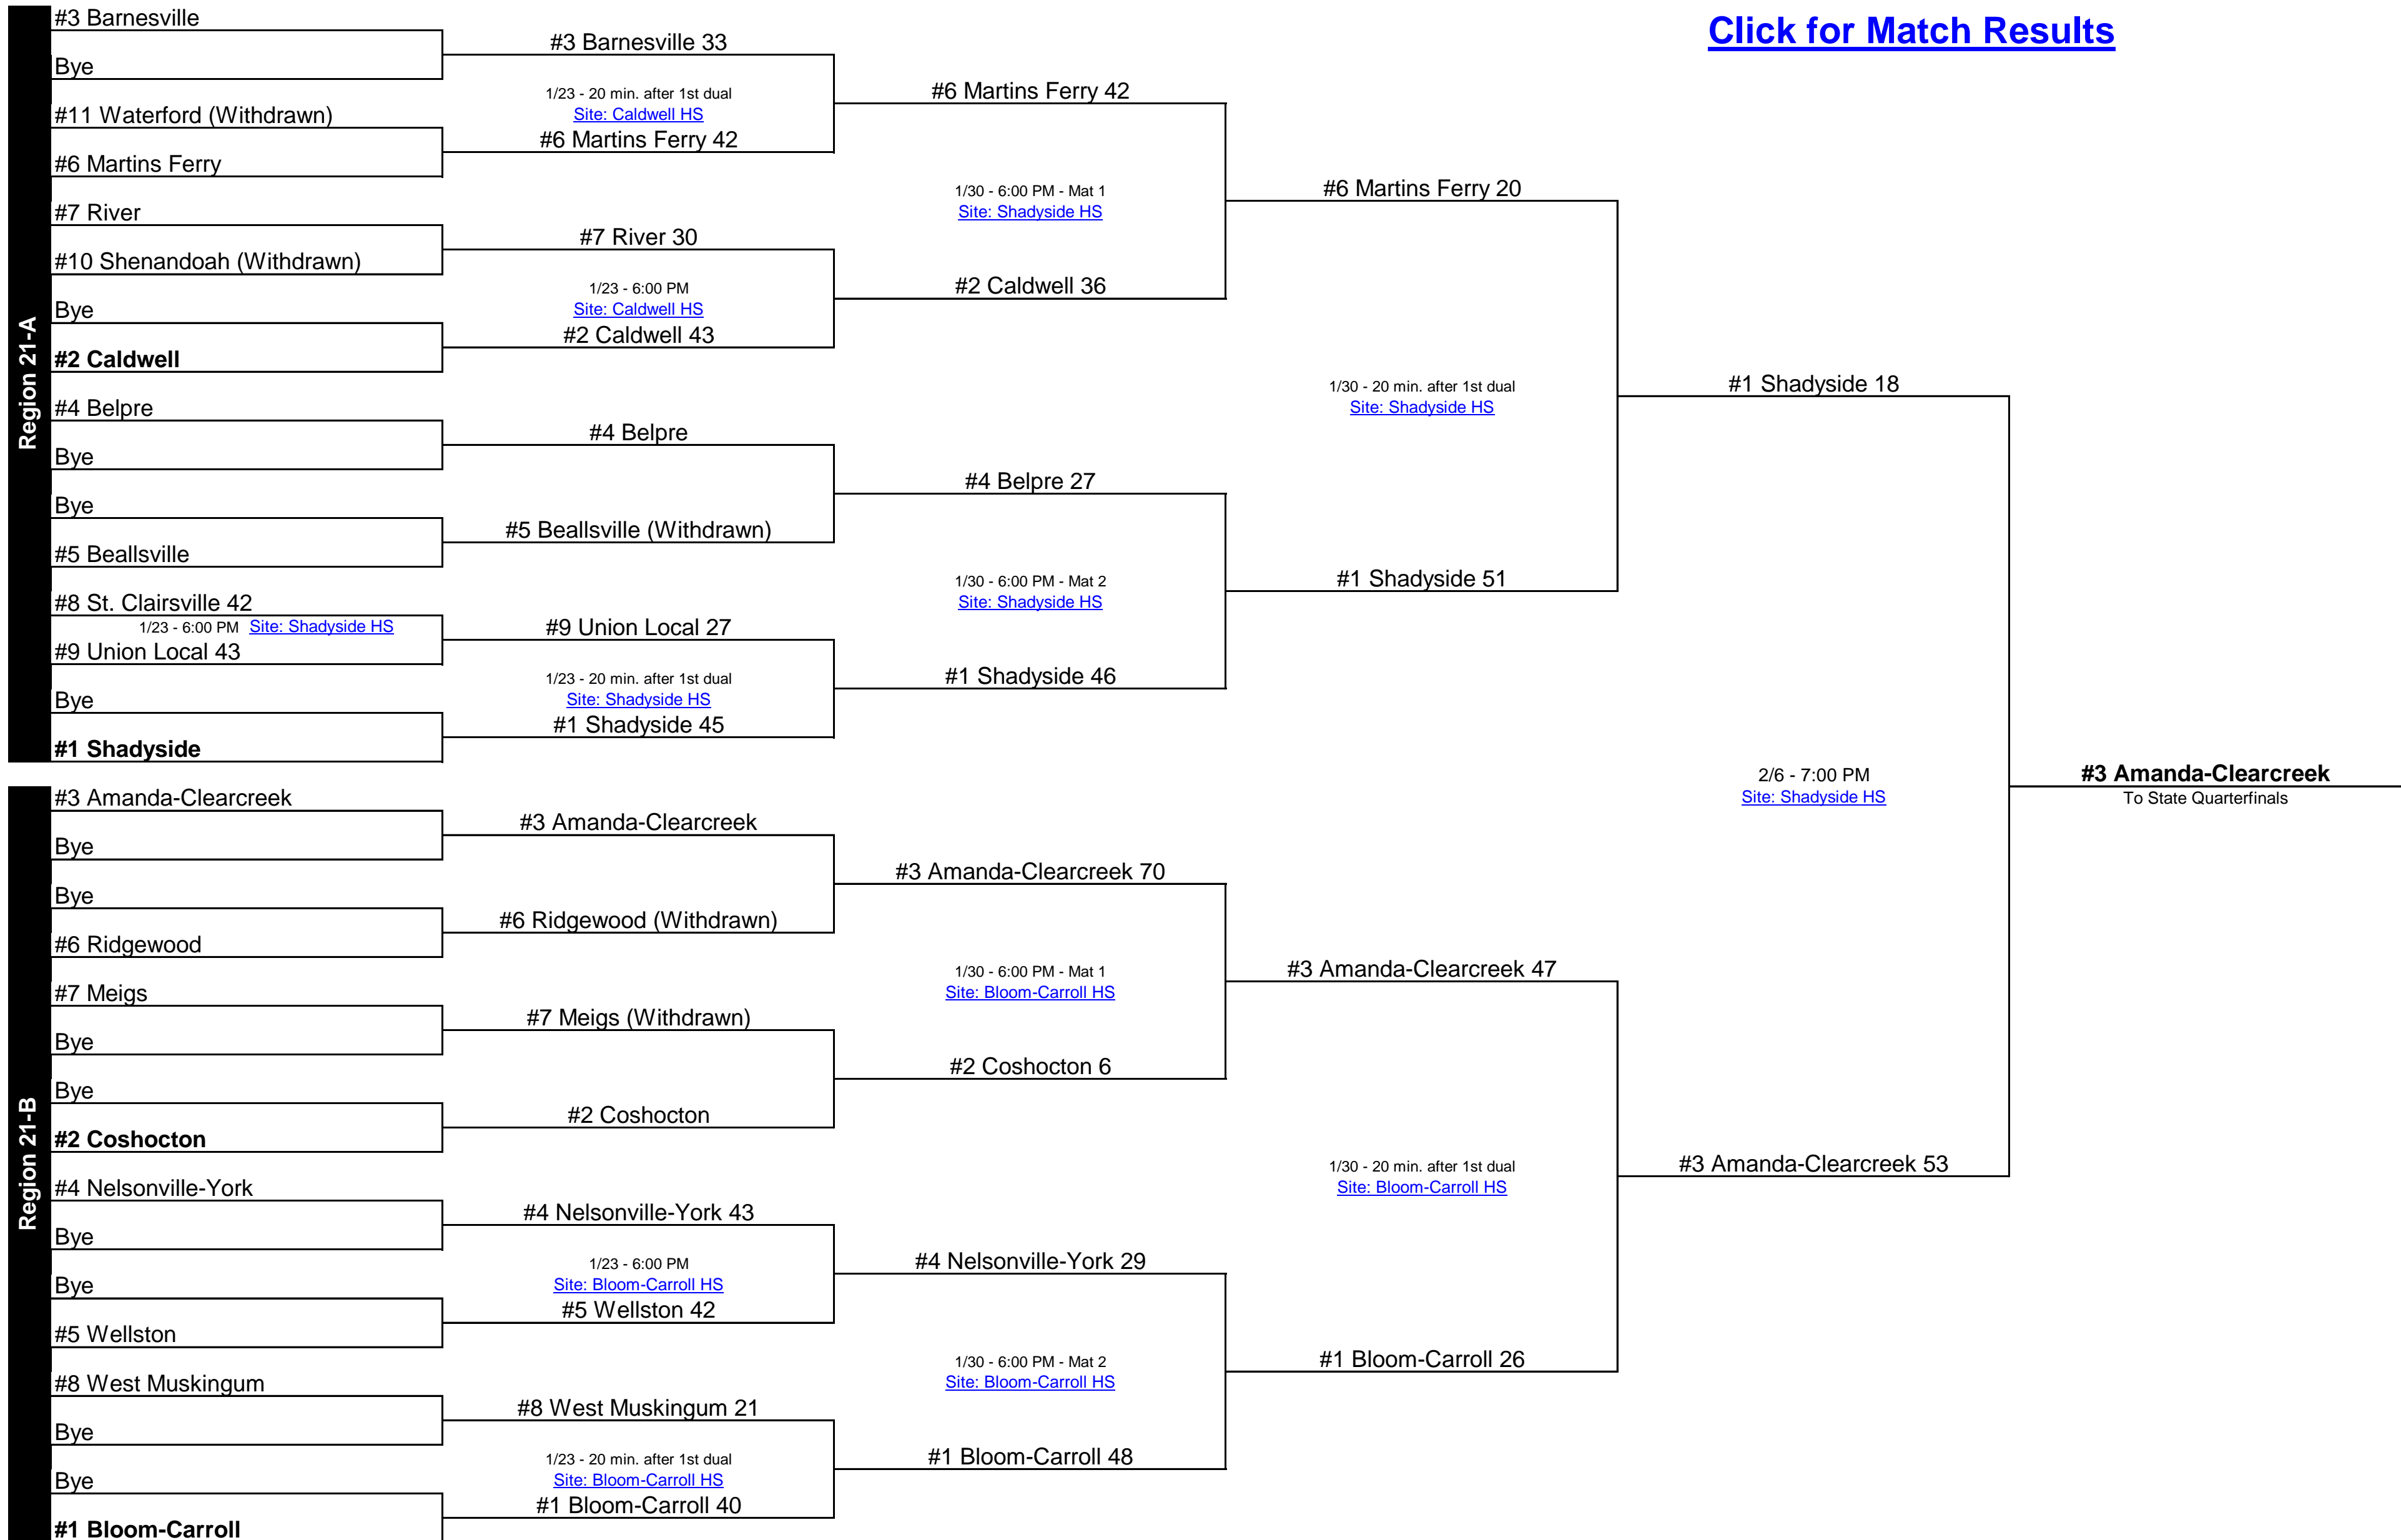 Click for Match Results
Region 21-A
#3 Barnesville
Bye
#11 Waterford (Withdrawn)
#6 Martins Ferry
#7 River
#10 Shenandoah (Withdrawn)
Bye
#2 Caldwell
#4 Belpre
Bye
Bye
#5 Beallsville
#8 St. Clairsville 42
1/23 - 6:00 PM Site: Shadyside HS
#9 Union Local 43
Bye
#1 Shadyside
#3 Barnesville 33
1/23 - 20 min. after 1st dual
Site: Caldwell HS
#6 Martins Ferry 42
#7 River 30
1/23 - 6:00 PM
Site: Caldwell HS
#2 Caldwell 43
#4 Belpre
#5 Beallsville (Withdrawn)
#9 Union Local 27
1/23 - 20 min. after 1st dual
Site: Shadyside HS
#1 Shadyside 45
#6 Martins Ferry 42
1/30 - 6:00 PM - Mat 1
Site: Shadyside HS
#2 Caldwell 36
#4 Belpre 27
1/30 - 6:00 PM - Mat 2
Site: Shadyside HS
#1 Shadyside 46
#6 Martins Ferry 20
1/30 - 20 min. after 1st dual
Site: Shadyside HS
#1 Shadyside 51
#1 Shadyside 18
Region 21-B
#3 Amanda-Clearcreek
Bye
Bye
#6 Ridgewood
#7 Meigs
Bye
Bye
#2 Coshocton
#4 Nelsonville-York
Bye
Bye
#5 Wellston
#8 West Muskingum
Bye
Bye
#1 Bloom-Carroll
#3 Amanda-Clearcreek
#6 Ridgewood (Withdrawn)
#7 Meigs (Withdrawn)
#2 Coshocton
#4 Nelsonville-York 43
1/23 - 6:00 PM
Site: Bloom-Carroll HS
#5 Wellston 42
#8 West Muskingum 21
1/23 - 20 min. after 1st dual
Site: Bloom-Carroll HS
#1 Bloom-Carroll 40
#3 Amanda-Clearcreek 70
1/30 - 6:00 PM - Mat 1
Site: Bloom-Carroll HS
#2 Coshocton 6
#4 Nelsonville-York 29
1/30 - 6:00 PM - Mat 2
Site: Bloom-Carroll HS
#1 Bloom-Carroll 48
#3 Amanda-Clearcreek 47
1/30 - 20 min. after 1st dual
Site: Bloom-Carroll HS
#1 Bloom-Carroll 26
#3 Amanda-Clearcreek 53
2/6 - 7:00 PM
Site: Shadyside HS
#3 Amanda-Clearcreek
To State Quarterfinals